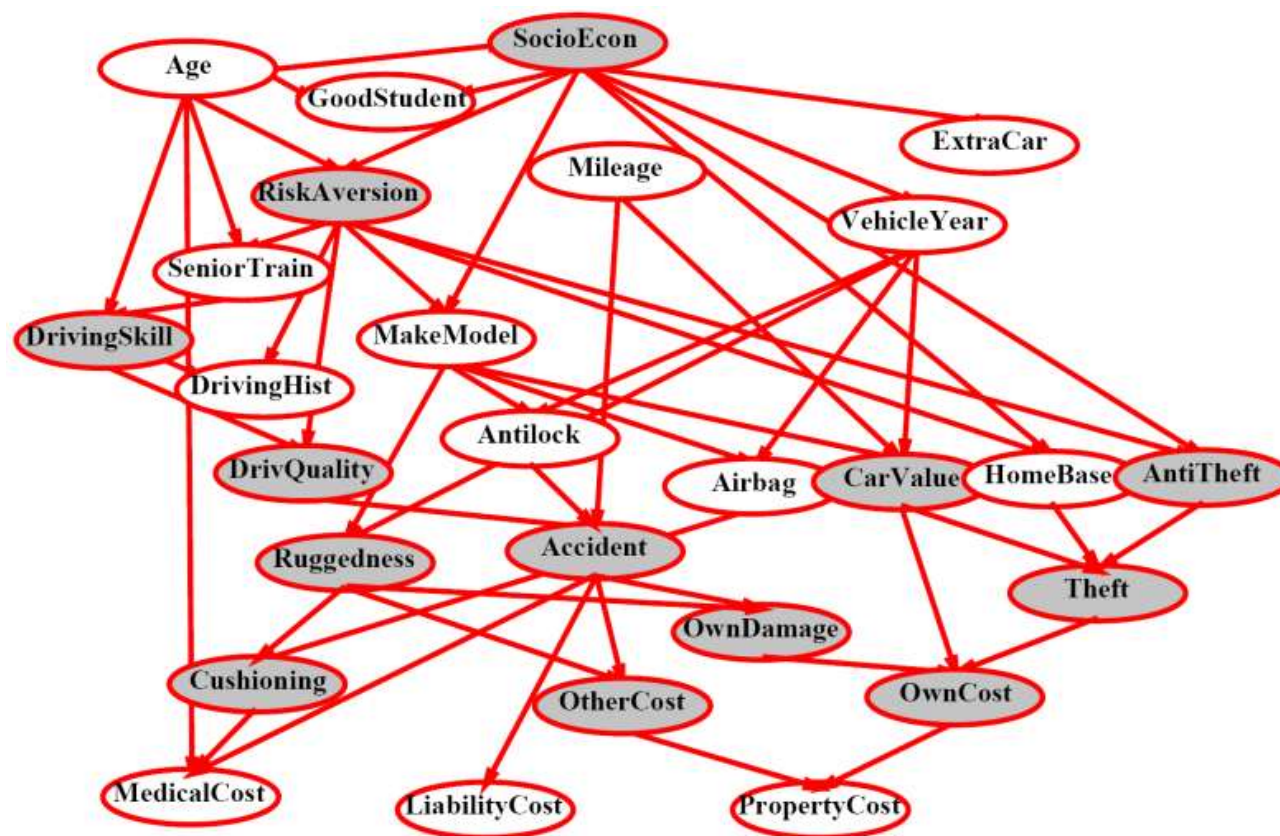 SocioEcon
Age
GoodStudent
ExtraCar
Mileage
RiskAversion
VehicleYear
SeniorTrain
DrivingSkill
MakeModel
DrivingHist
Antilock
DrivQuality
Airbag
CarValue
HomeBase
AntiTheft
Ruggedness
Accident
Theft
OwnDamage
Cushioning
OtherCost
OwnCost
MedicalCost
LiabilityCost
PropertyCost